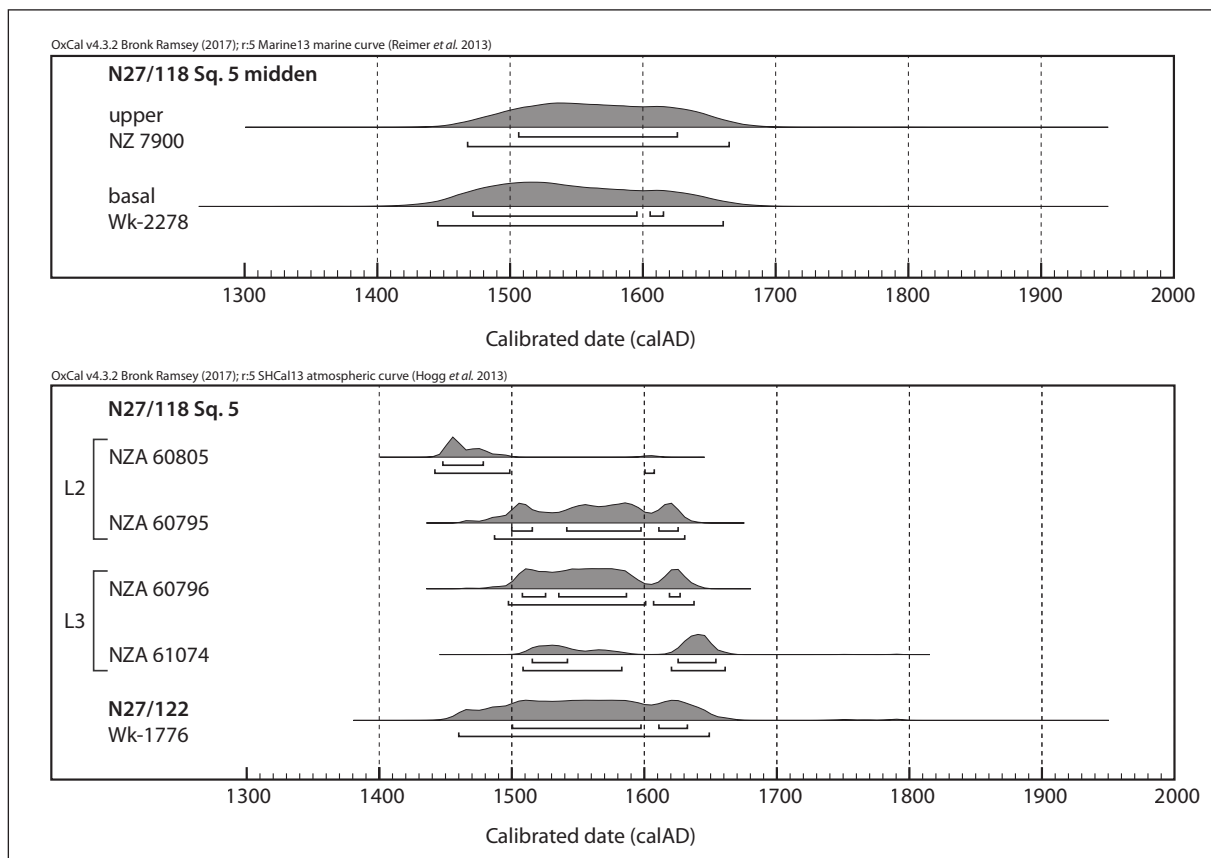 OxCal v4.3.2 Bronk Ramsey (2017); r:5 Marine13 marine curve (Reimer et al. 2013)
N27/118 Sq. 5 midden
upper
NZ 7900
basal
Wk-2278
1300 1400 1500 1600 1700 1800 1900 2000
Calibrated date (calAD)
OxCal v4.3.2 Bronk Ramsey (2017); r:5 SHCal13 atmospheric curve (Hogg et al. 2013)
N27/118 Sq. 5
NZA 60805
L2
NZA 60795
NZA 60796
L3
NZA 61074
N27/122
Wk-1776
1300 1400 1500 1600 1700 1800 1900 2000
Calibrated date (calAD)